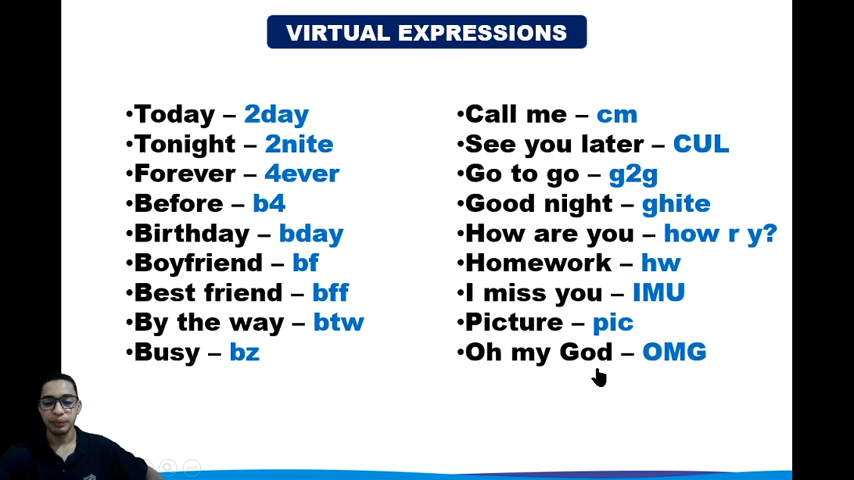 VIRTUAL EXPRESSIONS
•Today – 2day
•Tonight – 2nite
•Forever – 4ever
•Before – b4
•Birthday – bday
•Boyfriend – bf
•Best friend – bff
•By the way – btw
•Busy – bz
•Call me – cm
•See you later – CUL
•Go to go – g2g
•Good night – ghite
•How are you – how r y?
•Homework – hw
•I miss you – IMU
•Picture – pic
•Oh my God – OMG